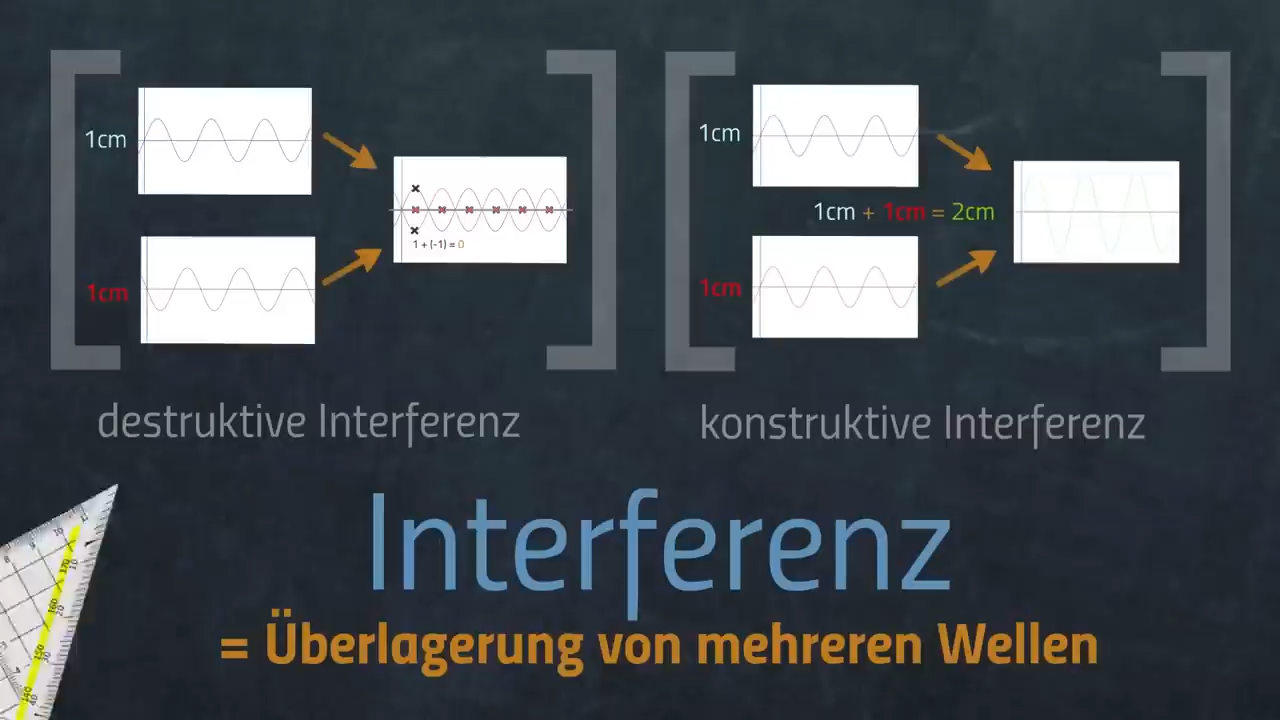 1cm
1cm
1 + (-1) = 0
destruktive Interferenz
1cm
1cm + 1cm = 2cm
1cm
konstruktive Interferenz
Interferenz
= Überlagerung von mehreren Wellen